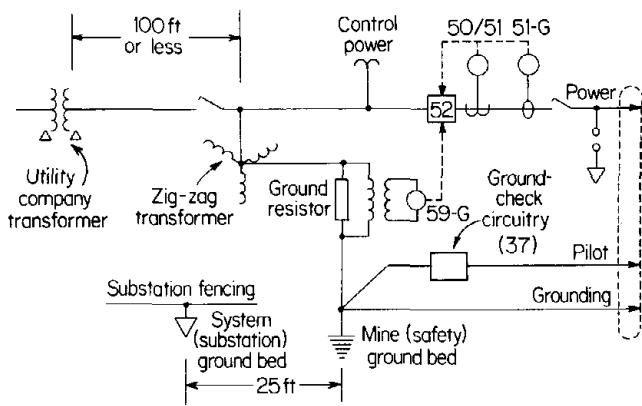 100 ft
or less
Control
power
50/51 51-G
52
Power
Utility
company
transformer
Zig-zag
transformer
Ground
resistor
59-G
Ground-
check
circuitry
(37)
Pilot
Grounding
Substation fencing
System
(substation)
ground bed
Mine (safety)
ground bed
25 ft